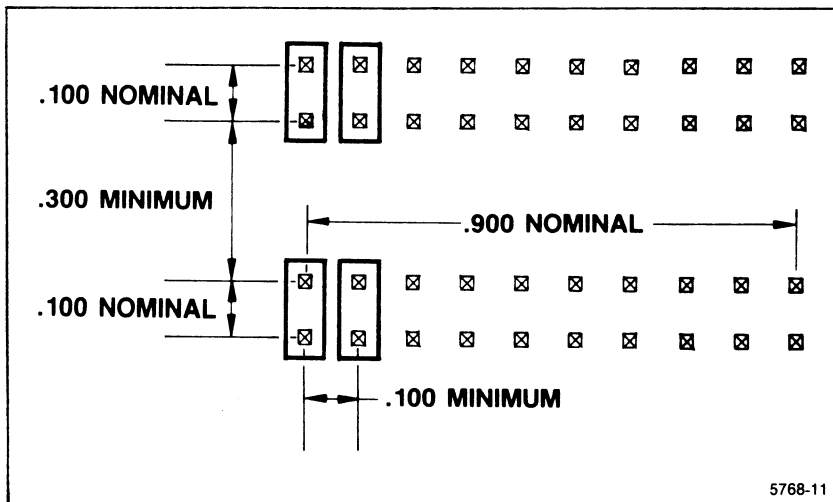 .100 NOMINAL
.300 MINIMUM
.900 NOMINAL
.100 NOMINAL
.100 MINIMUM
5768-11